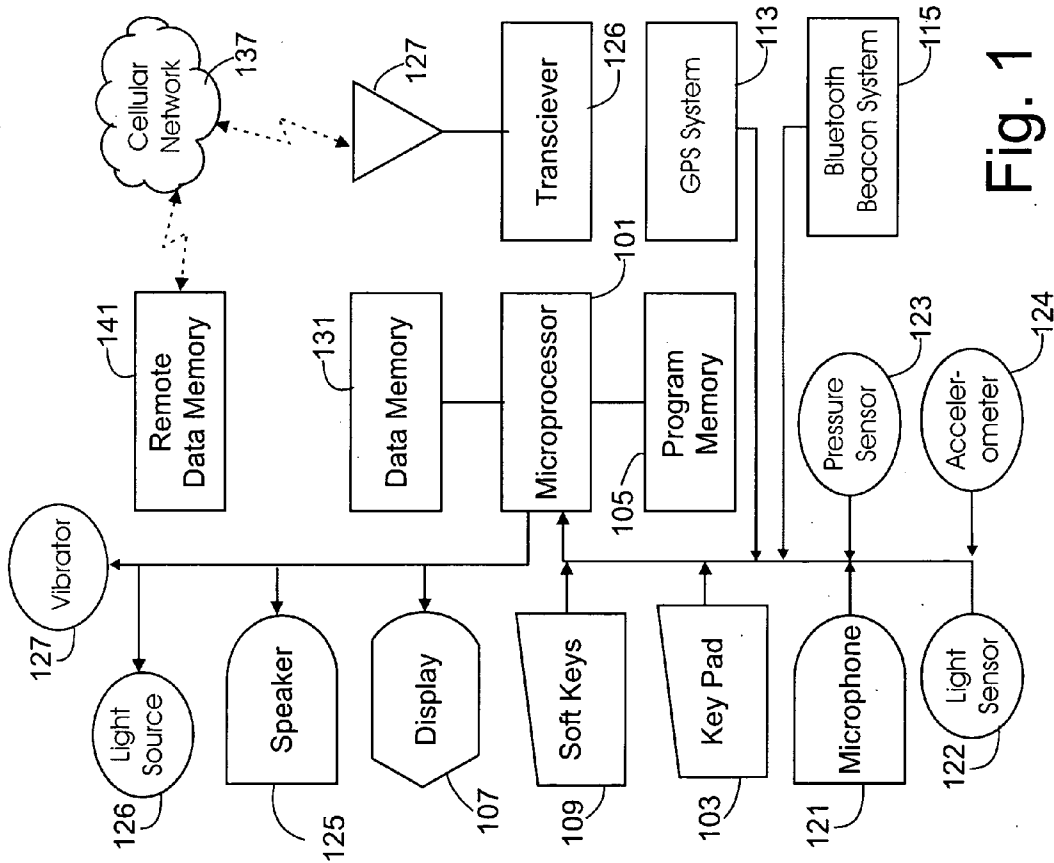 121
Microphone
103
Key Pad
109
Soft Keys
107
Display
125
Speaker
126
Light
Source
127
Vibrator
122
Light
Sensor
Pressure
Sensor
123
Acceler-
ometer
124
105
Program
Memory
Microprocessor
101
Data Memory
131
Remote
Data Memory
141
Bluetooth
Beacon System
115
GPS System
113
Transciever
126
127
Cellular
Network
137
Fig. 1